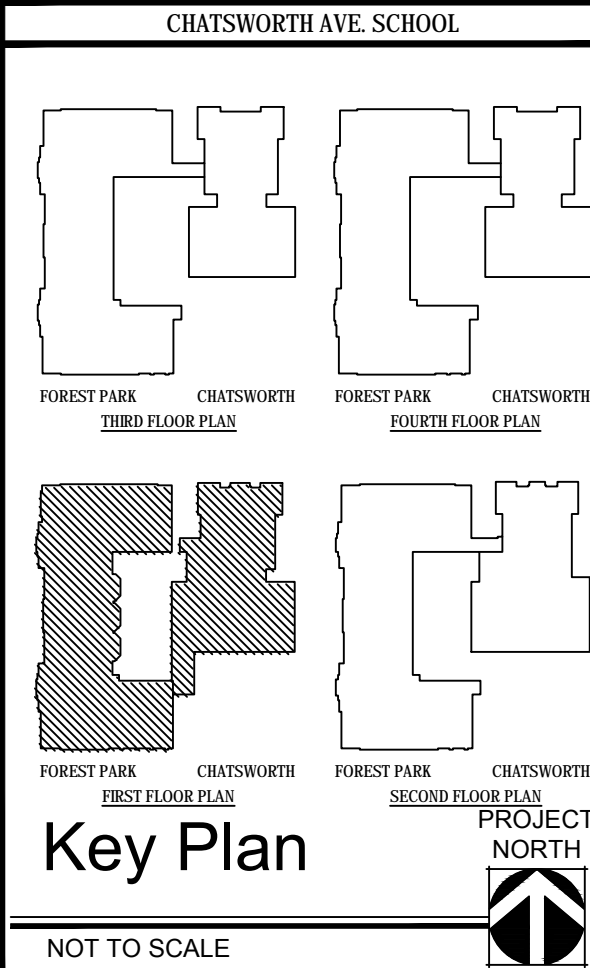 CHATSWORTH AVE. SCHOOL
FOREST PARK CHATSWORTH
THIRD FLOOR PLAN
FOREST PARK CHATSWORTH
FOURTH FLOOR PLAN
FOREST PARK CHATSWORTH
FIRST FLOOR PLAN
FOREST PARK CHATSWORTH
SECOND FLOOR PLAN
Key Plan
PROJECT
NORTH
NOT TO SCALE